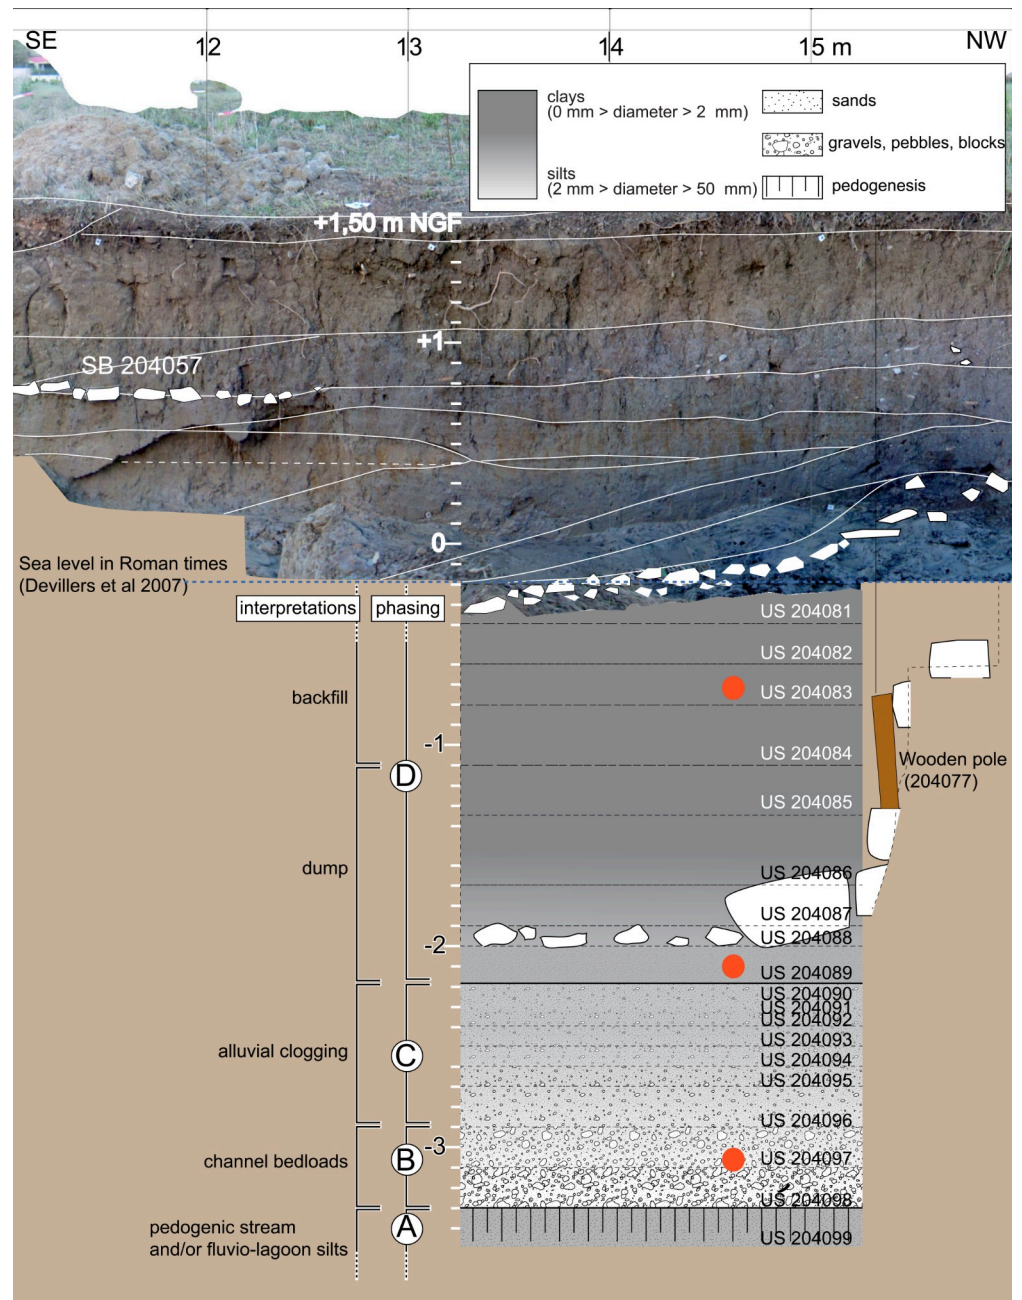 SE
12
13
14
15 m
NW
clays
(0 mm > diameter > 2 mm)
silts
(2 mm > diameter > 50 mm)
sands
gravels, pebbles, blocks
pedogenesis
+1,50 m NGF
+1
SB 204057
0
Sea level in Roman times
(Devillers et al 2007)
interpretations
phasing
US 204081
US 204082
backfill
US 204083
-1
US 204084
Wooden pole
(204077)
D
US 204085
dump
US 204086
US 204087
US 204088
-2
US 204089
US 204090
US 204091
US 204092
US 204093
alluvial clogging
C
US 204094
US 204095
US 204096
-3
channel bedloads
B
US 204097
US 204098
pedogenic stream
and/or fluvio-lagoon silts
A
US 204099